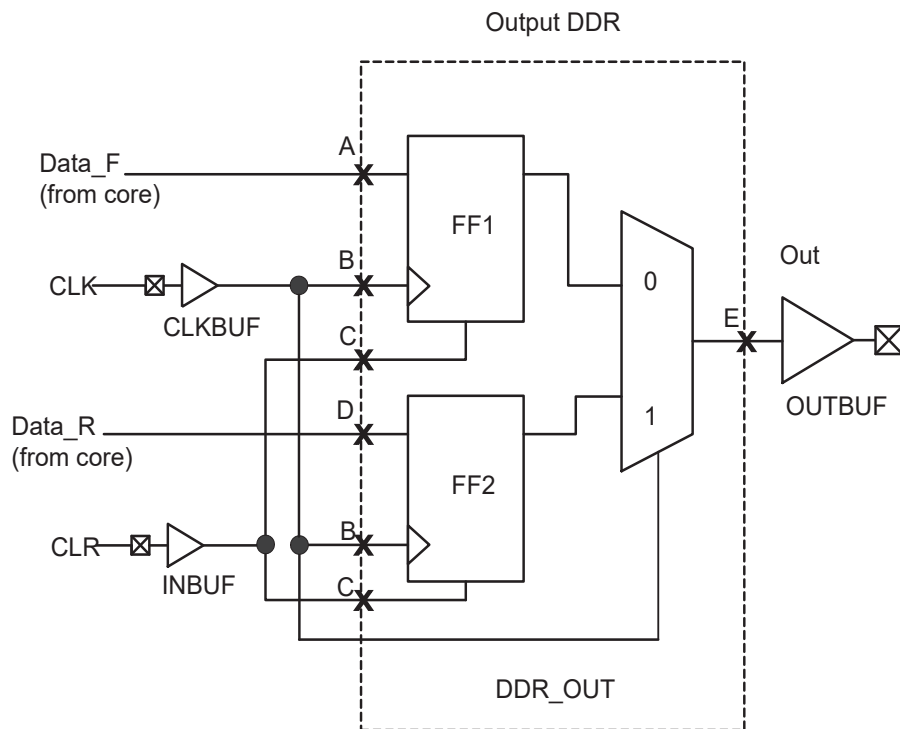 Output DDR
A
Data_F
(from core)
FF1
B
CLK
CLKBUF
0
Out
E
C
OUTBUF
D
Data_R
(from core)
1
FF2
B
CLR
INBUF
C
DDR_OUT